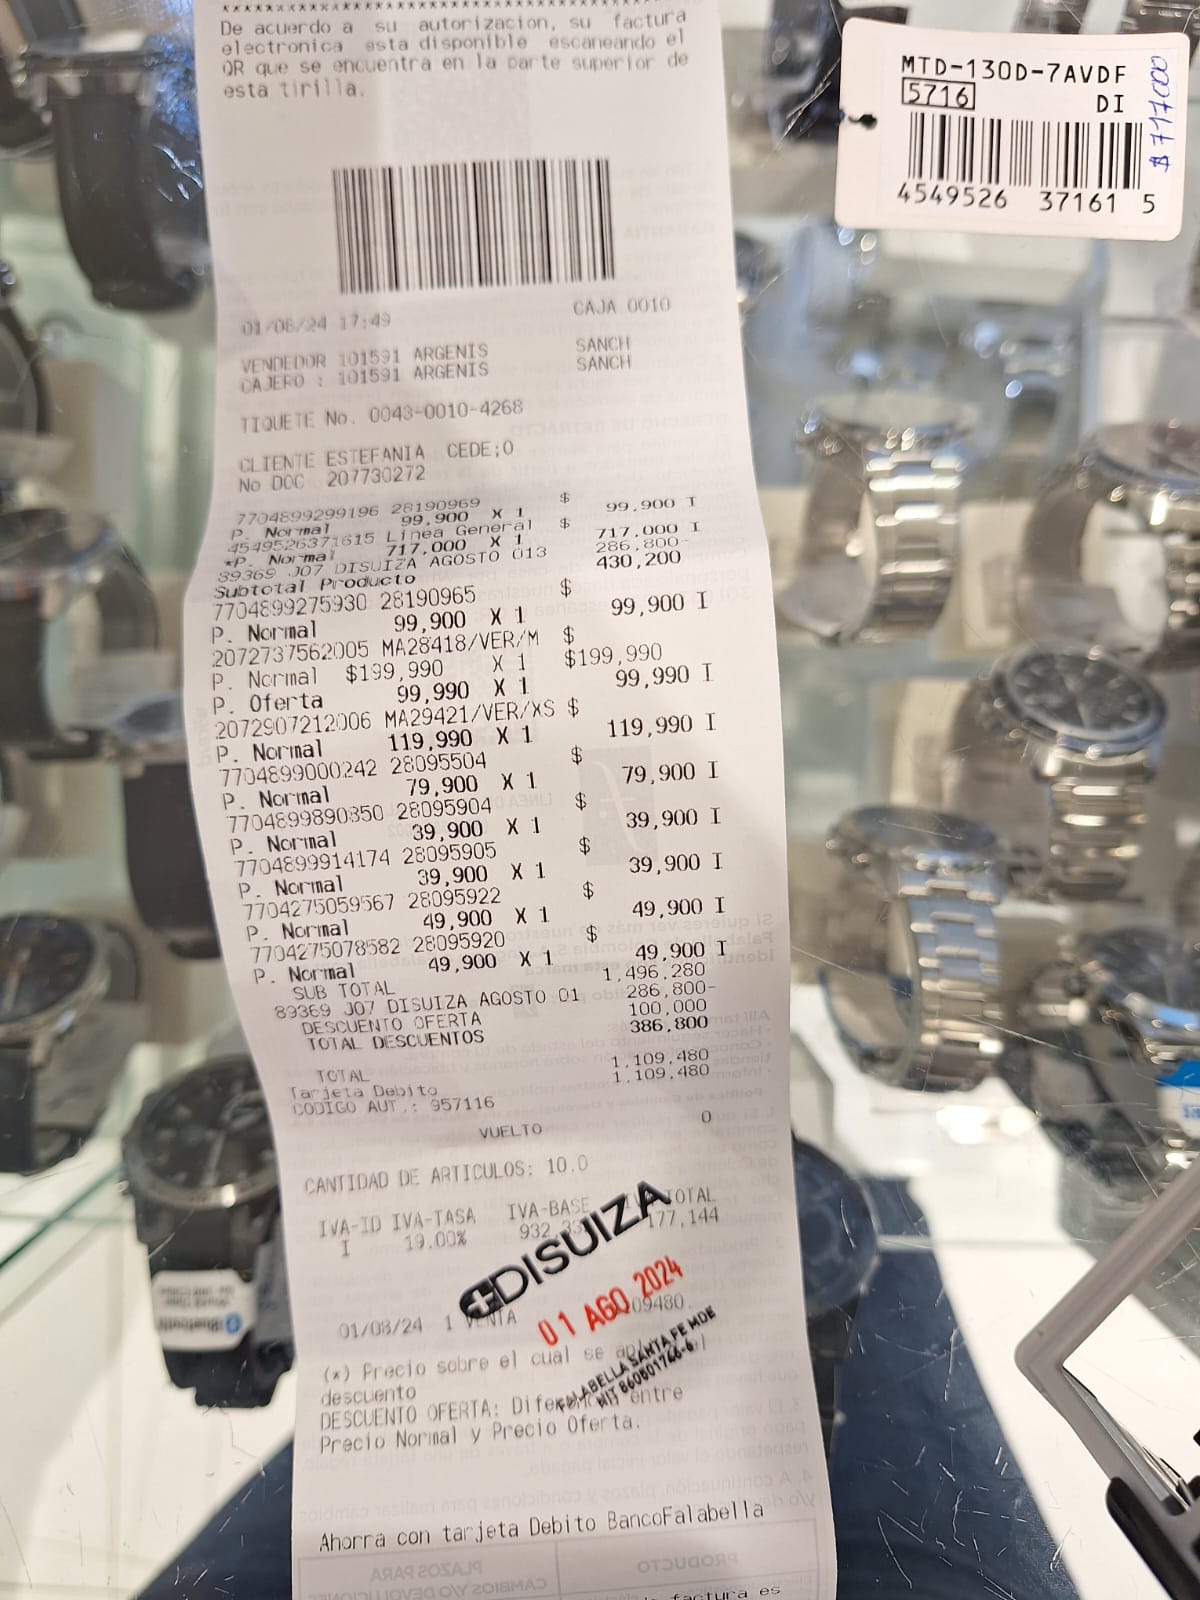 De acuerdo a su autorizacion, su factura
electronica esta disponible escaneando el
QR que se encuentra en la parte superior de
esta tirilla.
01/08/24 17:49 CAJA 0010
VENDEDOR 101591 ARGENIS SANCH
CAJERO : 101591 ARGENIS SANCH
TIQUETE No. 0043-0010-4268
CLIENTE ESTEFANIA CEDE;O
No DOC 207730272
7704899299196 28190969 $
P. Normal 99,900 X 1 99,900 I
4549526371615 Linea General $
*P. Normal 717,000 X 1 717,000 I
89369 J07 DISUIZA AGOSTO 013 286,800-
Subtotal Producto 430,200
7704899275930 28190965 $
P. Normal 99,900 X 1 99,900 I
2072737562005 MA28418/VER/M $
P. Normal $199,990 X 1 $199,990
P. Oferta 99,990 X 1 99,990 I
2072907212006 MA29421/VER/XS $
P. Normal 119,990 X 1 119,990 I
7704899000242 28095504 $
P. Normal 79,900 X 1 79,900 I
7704899890350 28095904 $
P. Normal 39,900 X 1 39,900 I
7704899914174 28095905 $
P. Normal 39,900 X 1 39,900 I
7704275059567 28095922 $
P. Normal 49,900 X 1 49,900 I
7704275078582 28095920 $
P. Normal 49,900 X 1 49,900 I
SUB TOTAL 1,496,280
89369 J07 DISUIZA AGOSTO 01 286,800-
DESCUENTO OFERTA 100,000
TOTAL DESCUENTOS 386,800
TOTAL 1,109,480
Tarjeta Debito 1,109,480
CODIGO AUT.: 957116
VUELTO 0
CANTIDAD DE ARTICULOS: 10.0
IVA-ID IVA-TASA IVA-BASE TOTAL
I 19.00% 177,144
DISUIZA
01 AGO 2024
FALABELLA SANTA FE MDE
01/08/24 1 VENTA
(*) Precio sobre el cual se
descuento
DESCUENTO OFERTA: entre
Precio Normal y Precio Oferta.
Ahorra con tarjeta Debito BancoFalabella
factura es
MTD-130D-7AVDF
5716 DI
4549526 37161 5
$ 717000